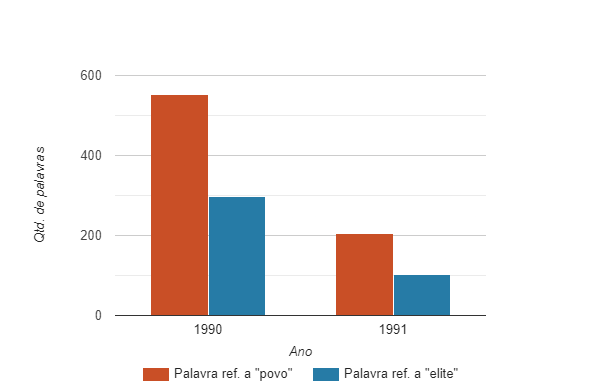 600
400
200
0
Qtd. de palavras
1990
1991
Ano
Palavra ref. a "povo"
Palavra ref. a "elite"